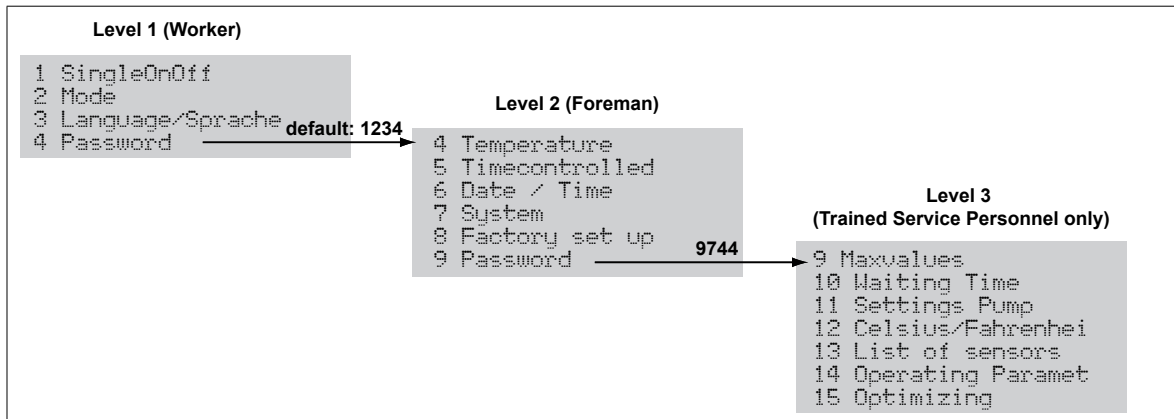 Level 1 (Worker)
1 SingleOnOff
2 Mode
3 Language/Sprache
4 Password
default: 1234
Level 2 (Foreman)
4 Temperature
5 Timecontrolled
6 Date / Time
7 System
8 Factory set up
9 Password
9744
Level 3
(Trained Service Personnel only)
9 Maxvalues
10 Waiting Time
11 Settings Pump
12 Celsius/Fahrenhei
13 List of sensors
14 Operating Paramet
15 Optimizing